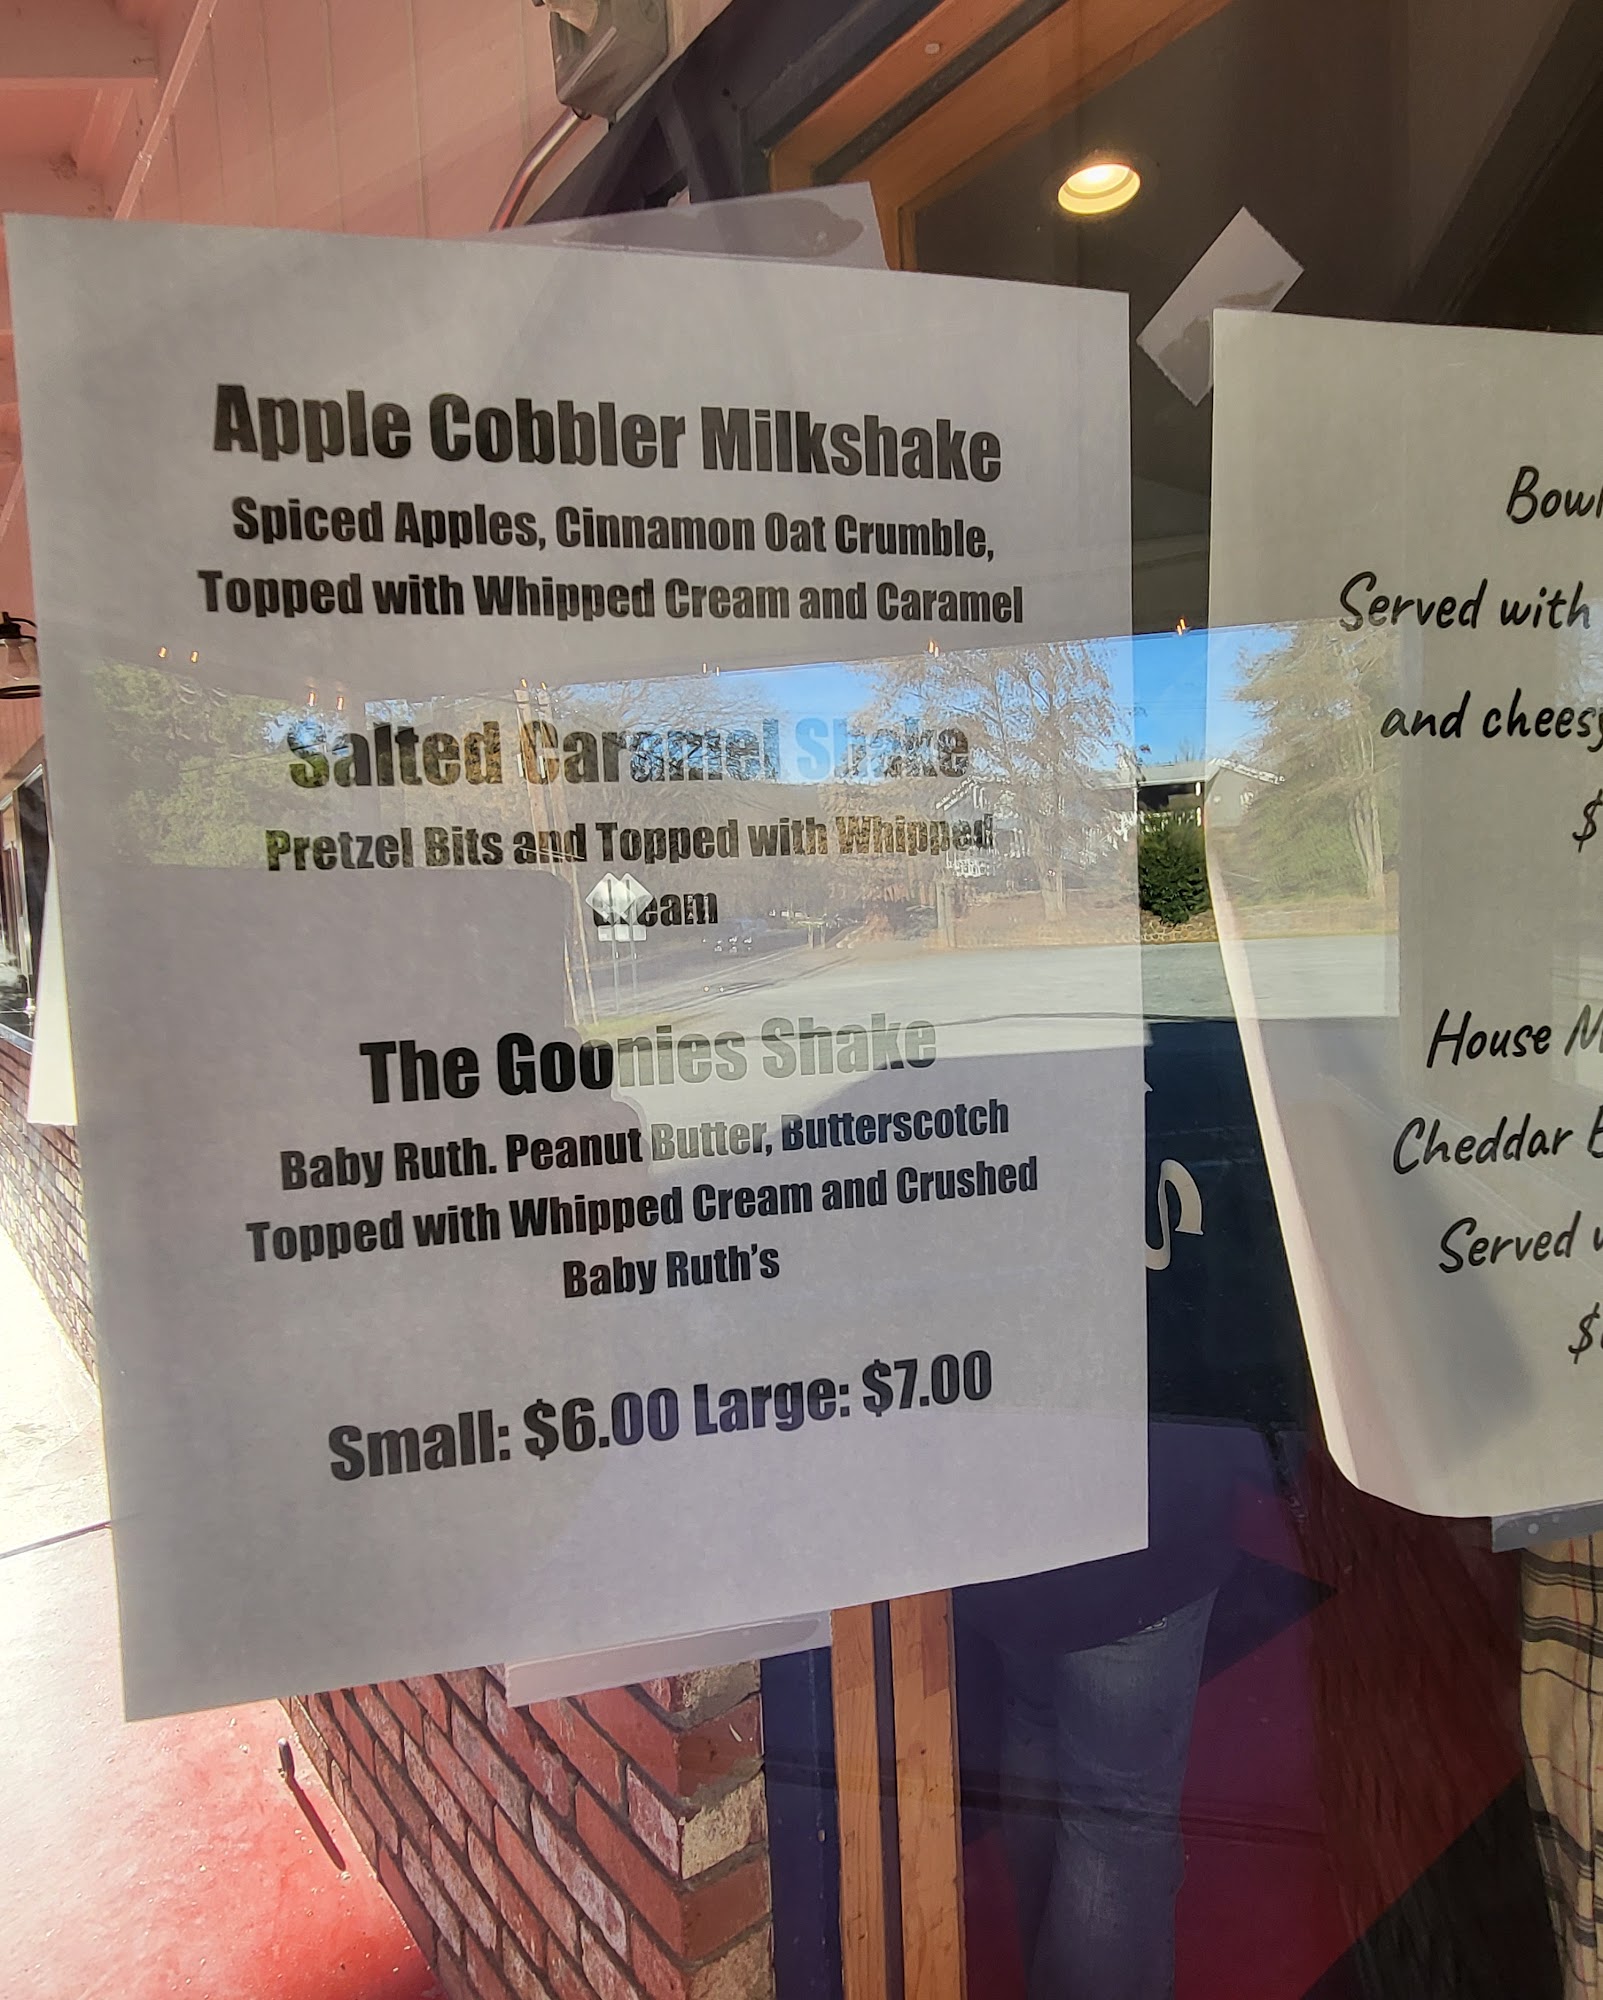 Apple Cobbler Milkshake
Spiced Apples, Cinnamon Oat Crumble,
Topped with Whipped Cream and Caramel
Salted Caramel Shake
Pretzel Bits and Topped with Whipped
Cream
The Goonies Shake
Baby Ruth. Peanut Butter, Butterscotch
Topped with Whipped Cream and Crushed
Baby Ruth's
Small: $6.00 Large: $7.00
Served with
and
$
House
Cheddar
Served
$